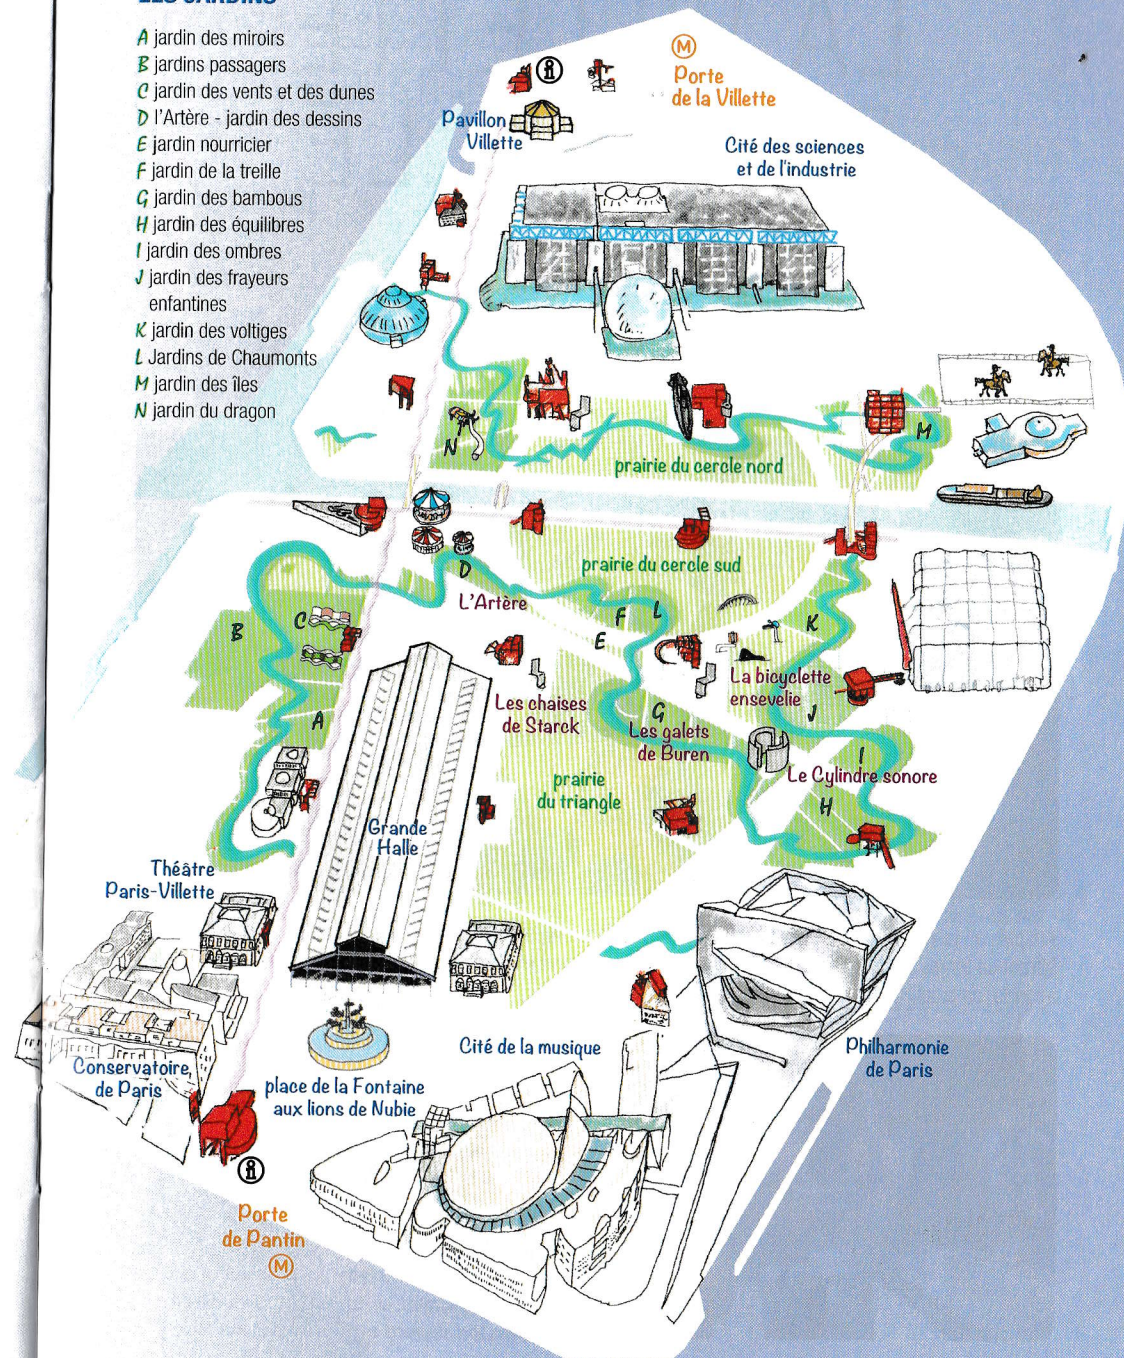 LES JARDINS
A jardin des miroirs
B jardins passagers
C jardin des vents et des dunes
D l'Artère - jardin des dessins
E jardin nourricier
F jardin de la treille
G jardin des bambous
H jardin des équilibres
I jardin des ombres
J jardin des frayeurs
enfantines
K jardin des voltiges
L Jardins de Chaumonts
M jardin des îles
N jardin du dragon
i
M
Porte
de la Villette
Pavillon
Villette
Cité des sciences
et de l'industrie
N
M
prairie du cercle nord
prairie du cercle sud
D
L'Artère
F
L
E
K
B
C
A
La bicyclette
ensevelie
Les chaises
de Starck
G
Les galets
de Buren
J
I
Le Cylindre sonore
H
prairie
du triangle
Grande
Halle
Théâtre
Paris-Villette
Conservatoire
de Paris
place de la Fontaine
aux lions de Nubie
Cité de la musique
Philharmonie
de Paris
i
Porte
de Pantin
M